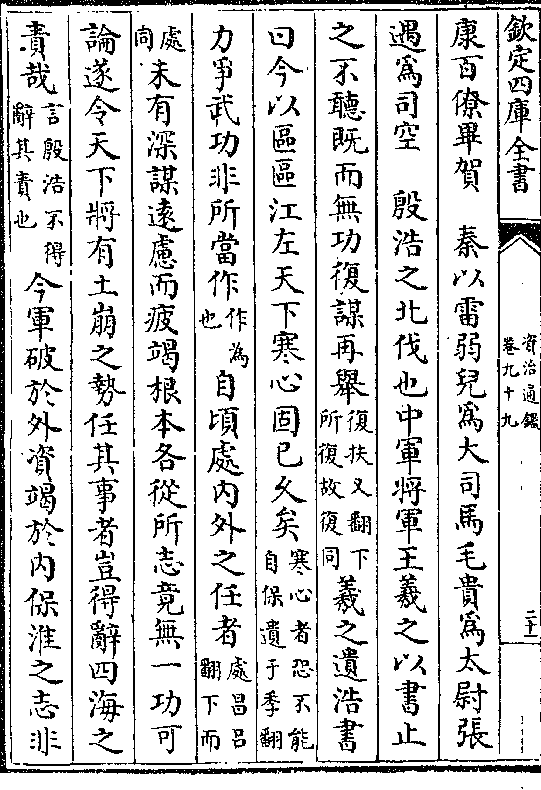 欽定四庫全書
資治通鑑
卷九十九
二十一
康百僚畢賀　秦以雷弱兒為大司馬毛貴為太尉張
遇為司空　殷浩之北伐也中軍將軍王羲之以書止
之不聽既而無功復謀再舉復扶又翻下所復故復同羲之遺浩書
曰今以區區江左天下寒心固已久矣寒心者恐不能自保遺于季翻
力爭武功非所當作作為也自頃處內外之任者處昌呂翻下而
處同未有深謀遠慮而疲竭根本各從所志竟無一功可
論遂令天下將有土崩之勢任其事者豈得辭四海之
責哉言殷浩不得辭其責也今軍破於外資竭於內保淮之志非